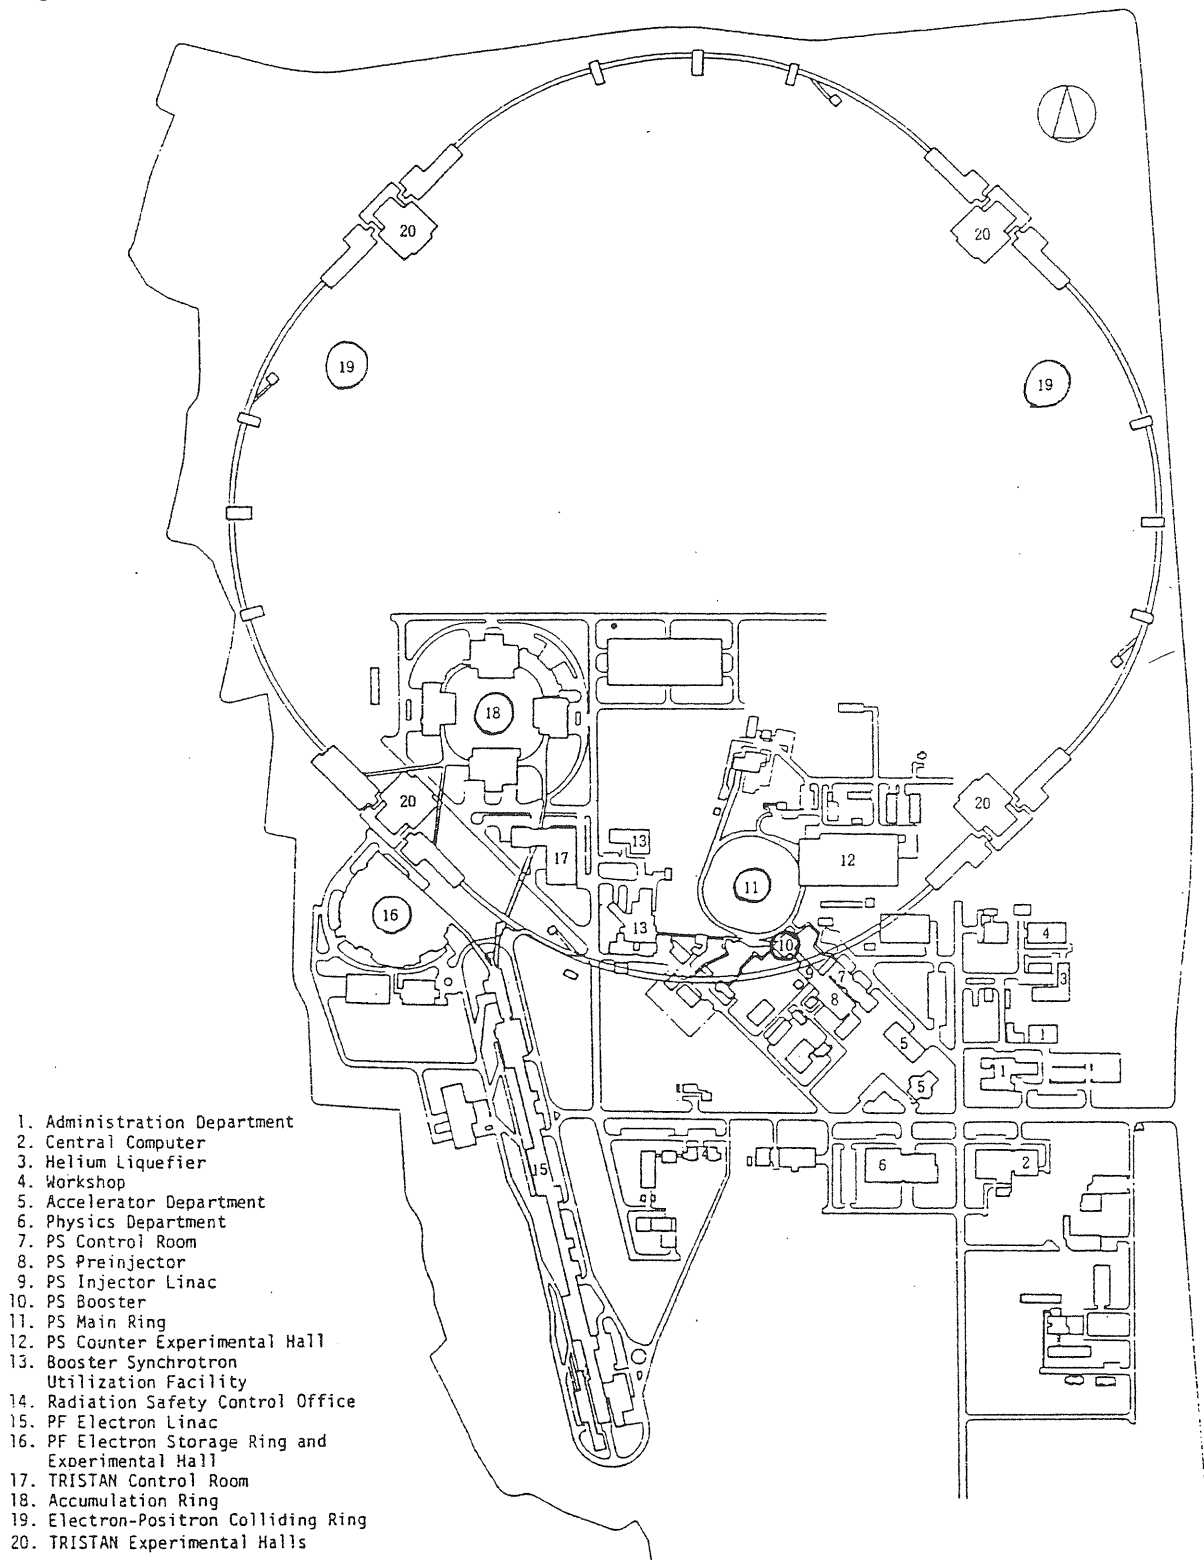 20
20
19
19
18
20
20
17
13
12
11
16
13
10
4
9
7
3
8
5
1
1
5
15
4
6
2
1. Administration Department
2. Central Computer
3. Helium Liquefier
4. Workshop
5. Accelerator Department
6. Physics Department
7. PS Control Room
8. PS Preinjector
9. PS Injector Linac
10. PS Booster
11. PS Main Ring
12. PS Counter Experimental Hall
13. Booster Synchrotron
Utilization Facility
14. Radiation Safety Control Office
15. PF Electron Linac
16. PF Electron Storage Ring and
Experimental Hall
17. TRISTAN Control Room
18. Accumulation Ring
19. Electron-Positron Colliding Ring
20. TRISTAN Experimental Halls